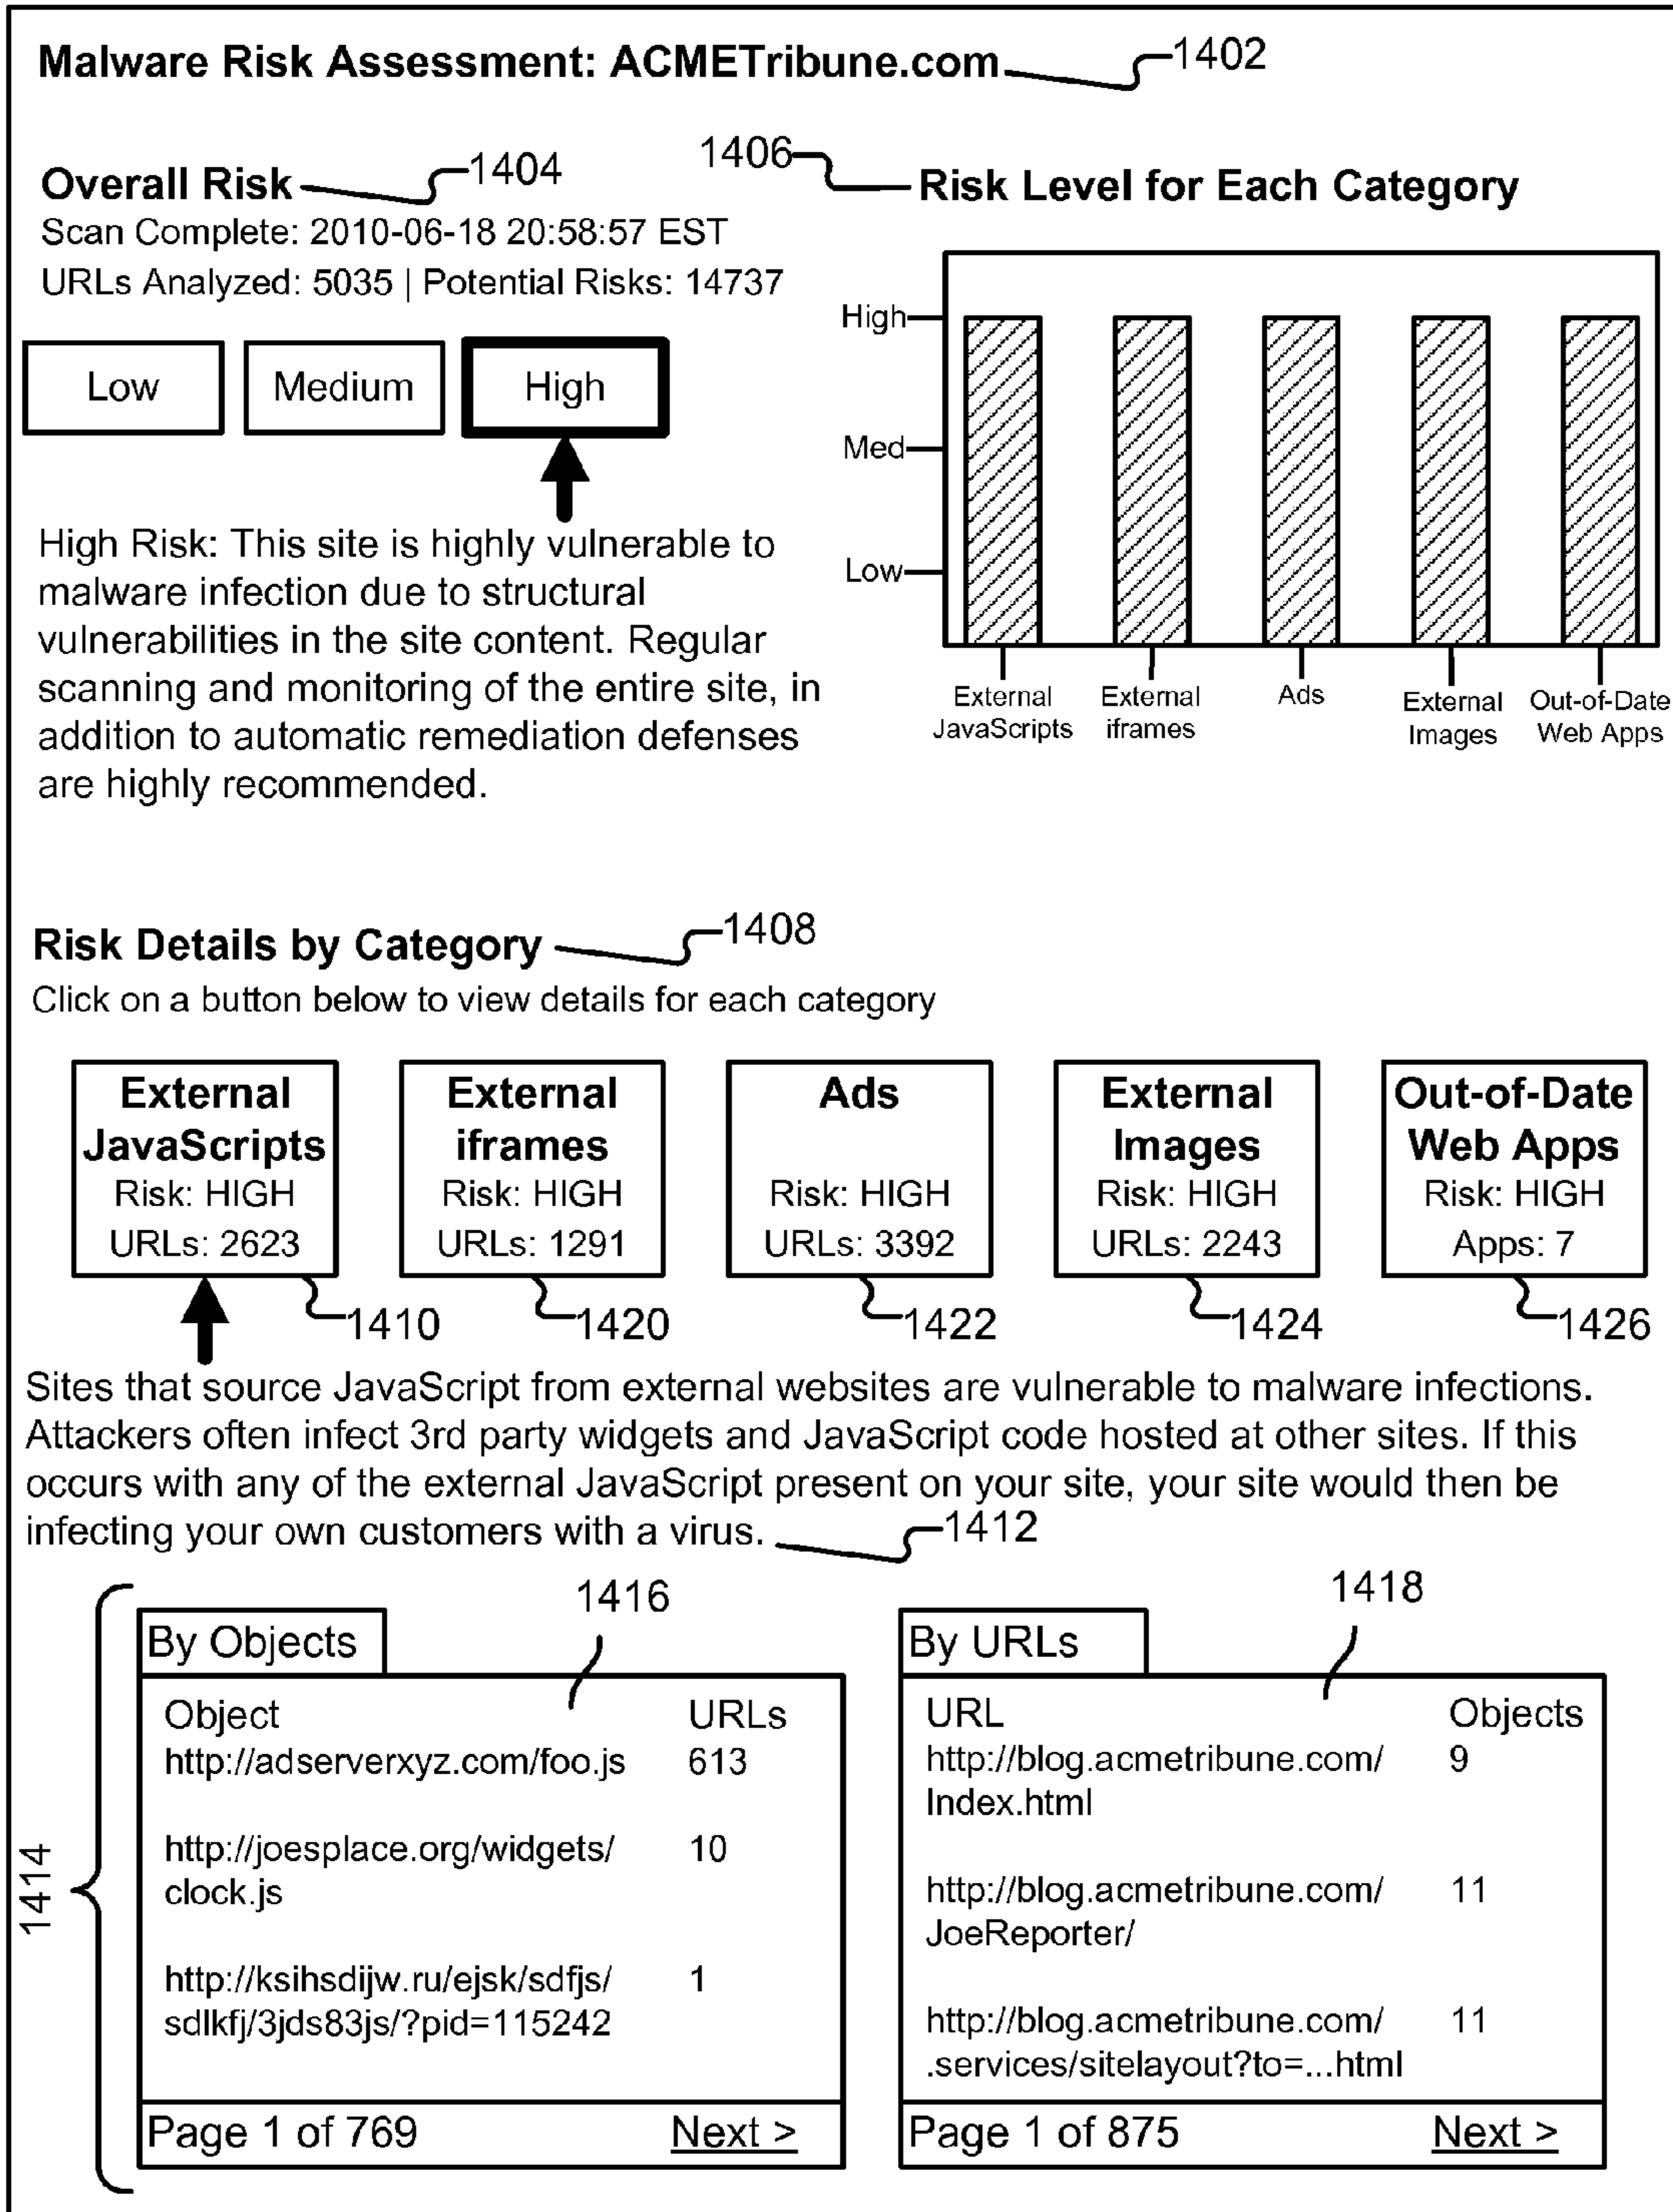 Malware Risk Assessment: ACMETribune.com
1402
Overall Risk
1404
Scan Complete: 2010-06-18 20:58:57 EST
URLs Analyzed: 5035 | Potential Risks: 14737
Low
Medium
High
High Risk: This site is highly vulnerable to
malware infection due to structural
vulnerabilities in the site content. Regular
scanning and monitoring of the entire site, in
addition to automatic remediation defenses
are highly recommended.
1406
Risk Level for Each Category
High
Med
Low
External
JavaScripts
External
iframes
Ads
External
Images
Out-of-Date
Web Apps
Risk Details by Category
1408
Click on a button below to view details for each category
External
JavaScripts
Risk: HIGH
URLs: 2623
1410
External
iframes
Risk: HIGH
URLs: 1291
1420
Ads
Risk: HIGH
URLs: 3392
1422
External
Images
Risk: HIGH
URLs: 2243
1424
Out-of-Date
Web Apps
Risk: HIGH
Apps: 7
1426
Sites that source JavaScript from external websites are vulnerable to malware infections.
Attackers often infect 3rd party widgets and JavaScript code hosted at other sites. If this
occurs with any of the external JavaScript present on your site, your site would then be
infecting your own customers with a virus.
1412
1414
1416
By Objects
Object URLs
http://adserverxyz.com/foo.js 613
http://joesplace.org/widgets/ 10
clock.js
http://ksihsdijw.ru/ejsk/sdfjs/ 1
sdlkfj/3jds83js/?pid=115242
Page 1 of 769 Next >
1418
By URLs
URL Objects
http://blog.acmetribune.com/ 9
Index.html
http://blog.acmetribune.com/ 11
JoeReporter/
http://blog.acmetribune.com/ 11
.services/sitelayout?to=...html
Page 1 of 875 Next >